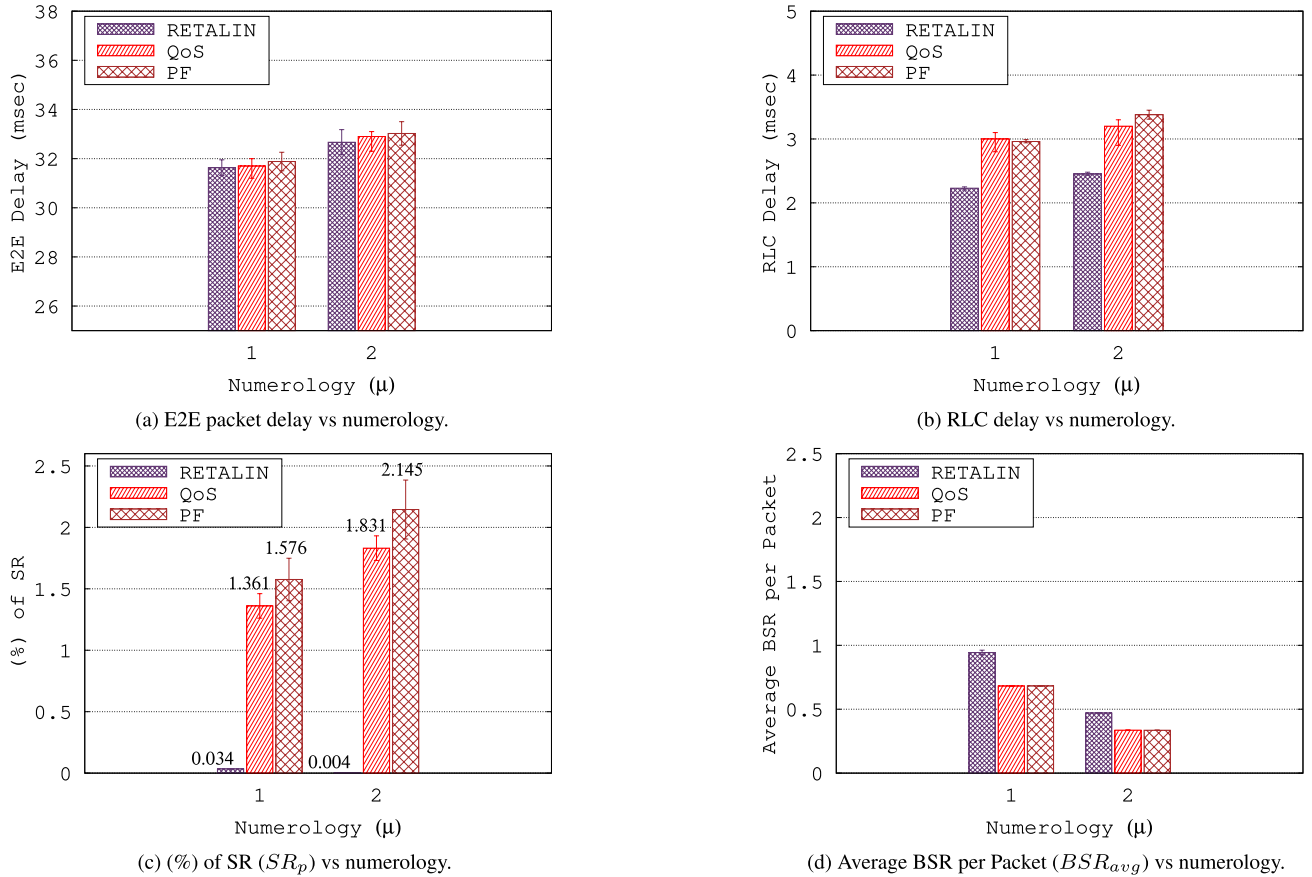 38
36
34
32
30
28
26
E2E Delay (msec)
RETALIN
QoS
PF
1
2
Numerology (μ)
(a) E2E packet delay vs numerology.
5
4
3
2
1
0
RLC Delay (msec)
RETALIN
QoS
PF
1
2
Numerology (μ)
(b) RLC delay vs numerology.
2.5
2
1.5
1
0.5
0
(%) of SR
RETALIN
QoS
PF
0.034
1.361
1.576
0.004
1.831
2.145
1
2
Numerology (μ)
(c) (%) of SR (SR_p) vs numerology.
2.5
2
1.5
1
0.5
0
Average BSR per Packet
RETALIN
QoS
PF
1
2
Numerology (μ)
(d) Average BSR per Packet (BSR_avg) vs numerology.